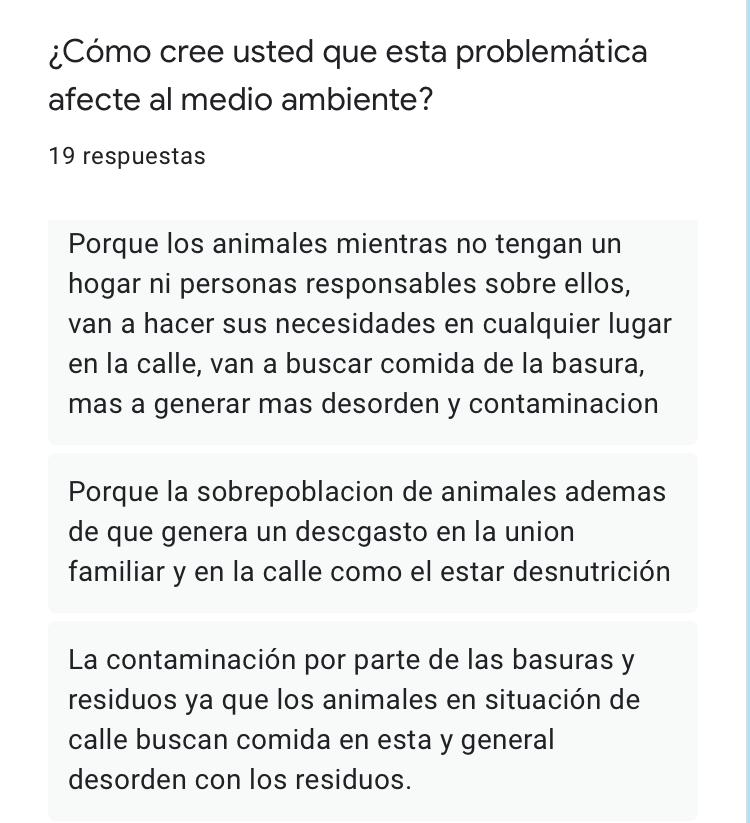 ¿Cómo cree usted que esta problemática
afecte al medio ambiente?
19 respuestas
Porque los animales mientras no tengan un
hogar ni personas responsables sobre ellos,
van a hacer sus necesidades en cualquier lugar
en la calle, van a buscar comida de la basura,
mas a generar mas desorden y contaminacion
Porque la sobrepoblacion de animales ademas
de que genera un descgasto en la union
familiar y en la calle como el estar desnutrición
La contaminación por parte de las basuras y
residuos ya que los animales en situación de
calle buscan comida en esta y general
desorden con los residuos.